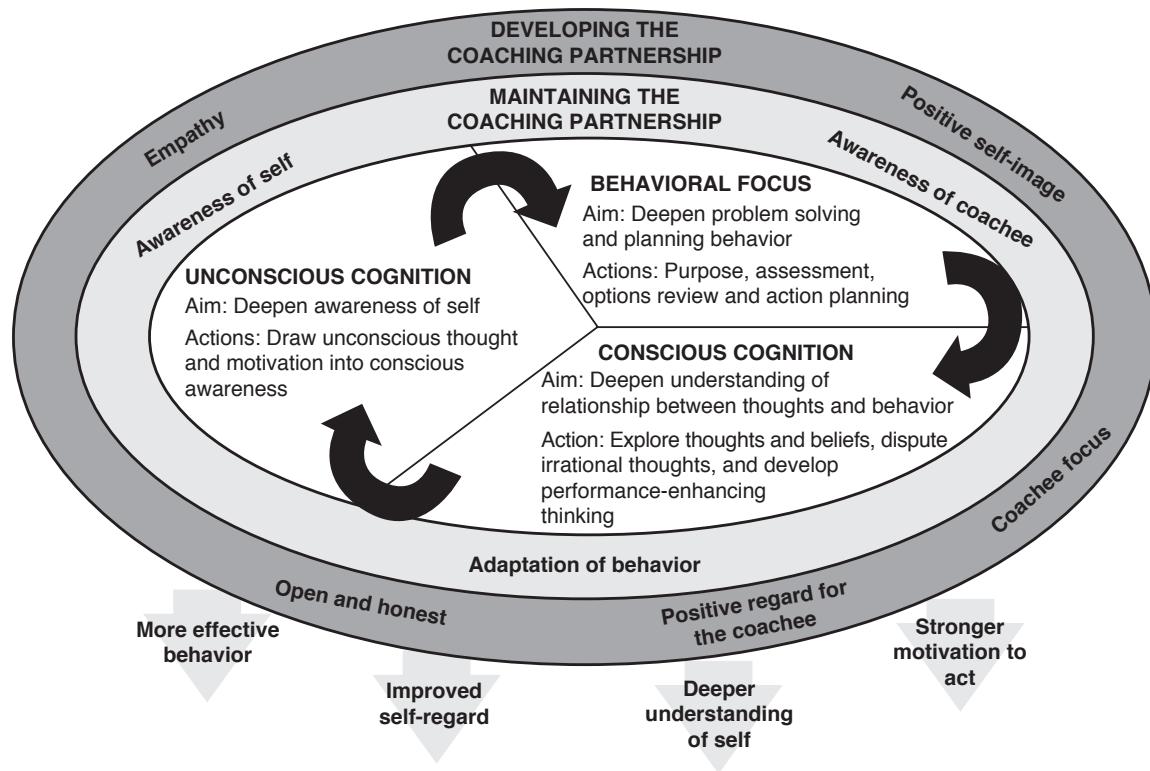 DEVELOPING THE
COACHING PARTNERSHIP
MAINTAINING THE
COACHING PARTNERSHIP
Empathy
Positive self-image
Awareness of self
Awareness of coachee
BEHAVIORAL FOCUS
Aim: Deepen problem solving
and planning behavior
Actions: Purpose, assessment,
options review and action planning
UNCONSCIOUS COGNITION
Aim: Deepen awareness of self
Actions: Draw unconscious thought
and motivation into conscious
awareness
CONSCIOUS COGNITION
Aim: Deepen understanding of
relationship between thoughts and behavior
Action: Explore thoughts and beliefs, dispute
irrational thoughts, and develop
performance-enhancing
thinking
Coachee focus
Adaptation of behavior
Open and honest
Positive regard for
the coachee
More effective
behavior
Improved
self-regard
Deeper
understanding
of self
Stronger
motivation to
act